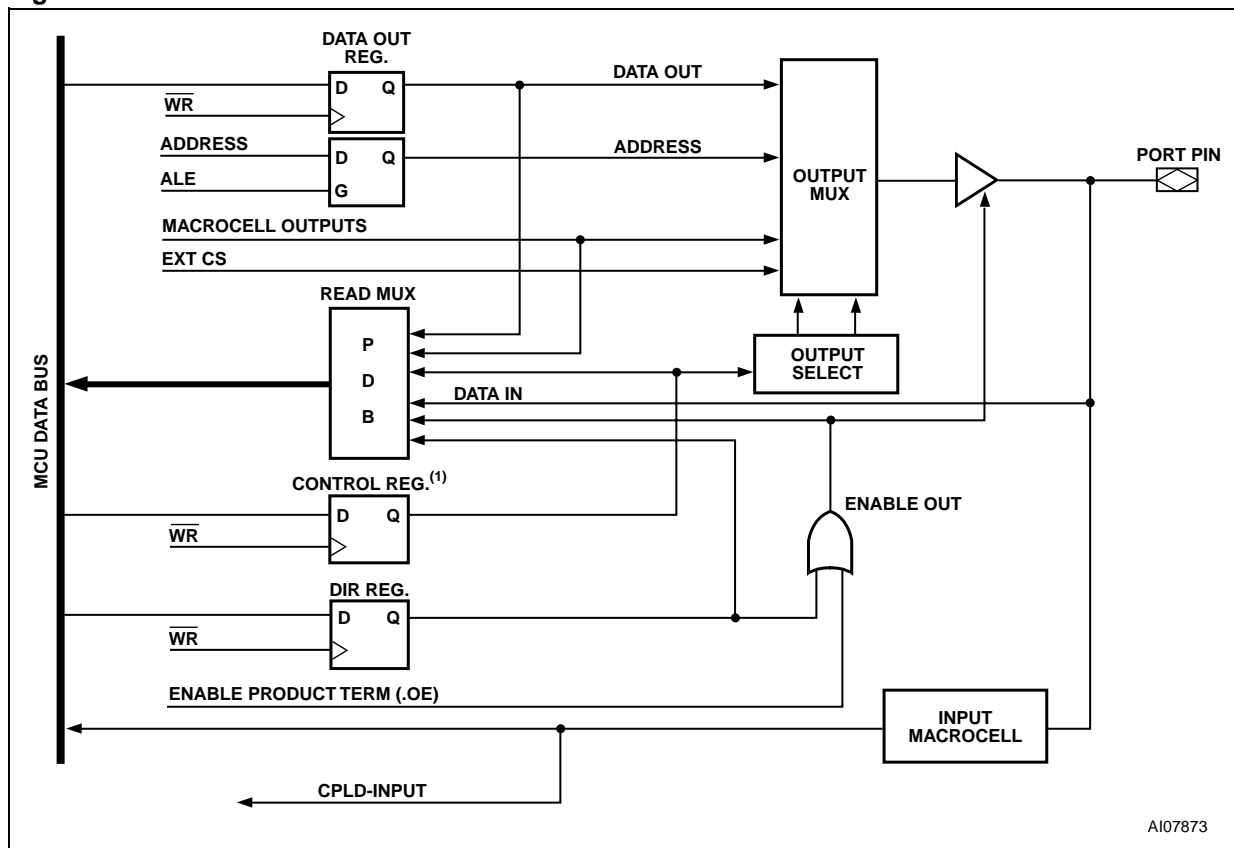 DATA OUT
REG.
D Q
DATA OUT
WR
ADDRESS
D Q
ADDRESS
ALE
G
OUTPUT
MUX
PORT PIN
MACROCELL OUTPUTS
EXT CS
READ MUX
P
D
B
OUTPUT
SELECT
DATA IN
MCU DATA BUS
CONTROL REG.(1)
D Q
WR
ENABLE OUT
DIR REG.
D Q
WR
ENABLE PRODUCT TERM (.OE)
INPUT
MACROCELL
CPLD-INPUT
AI07873